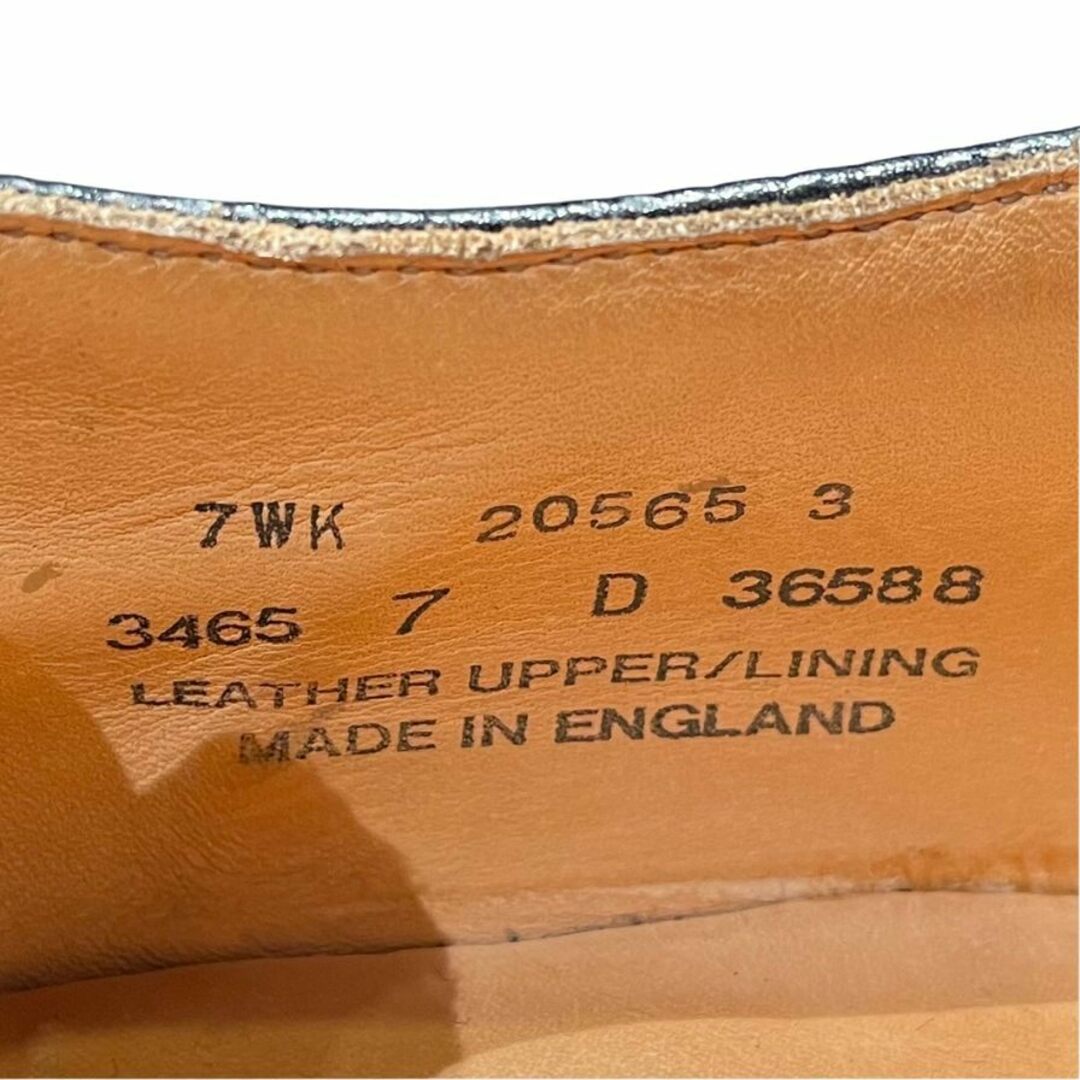 7WK 20565 3
3465 7 D 36588
LEATHER UPPER/LINING
MADE IN ENGLAND